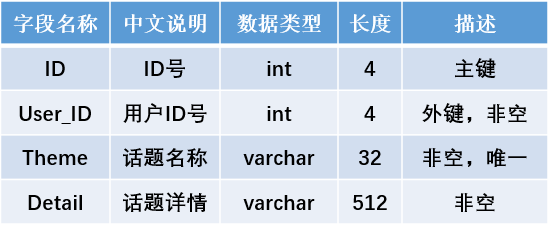 字段名称 中文说明 数据类型 长度 描述
ID ID号 int 4 主键
User_ID 用户ID号 int 4 外键，非空
Theme 话题名称 varchar 32 非空，唯一
Detail 话题详情 varchar 512 非空